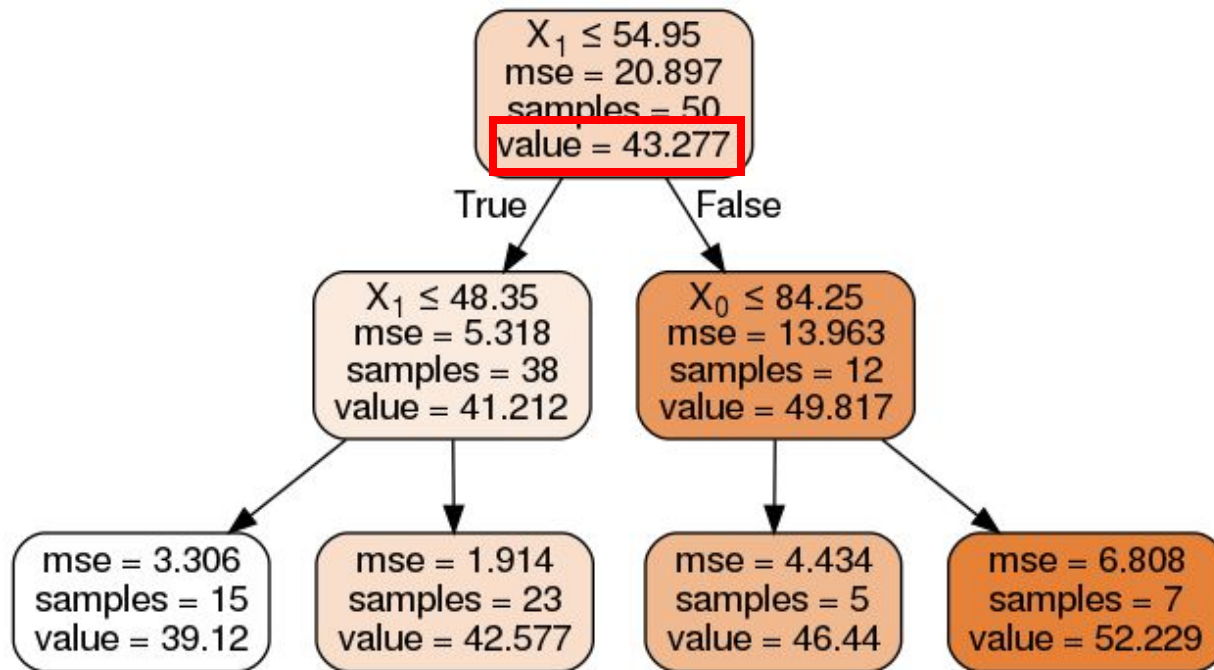 X₁ ≤ 54.95
mse = 20.897
samples = 50
value = 43.277
True
False
X₁ ≤ 48.35
mse = 5.318
samples = 38
value = 41.212
X₀ ≤ 84.25
mse = 13.963
samples = 12
value = 49.817
mse = 3.306
samples = 15
value = 39.12
mse = 1.914
samples = 23
value = 42.577
mse = 4.434
samples = 5
value = 46.44
mse = 6.808
samples = 7
value = 52.229